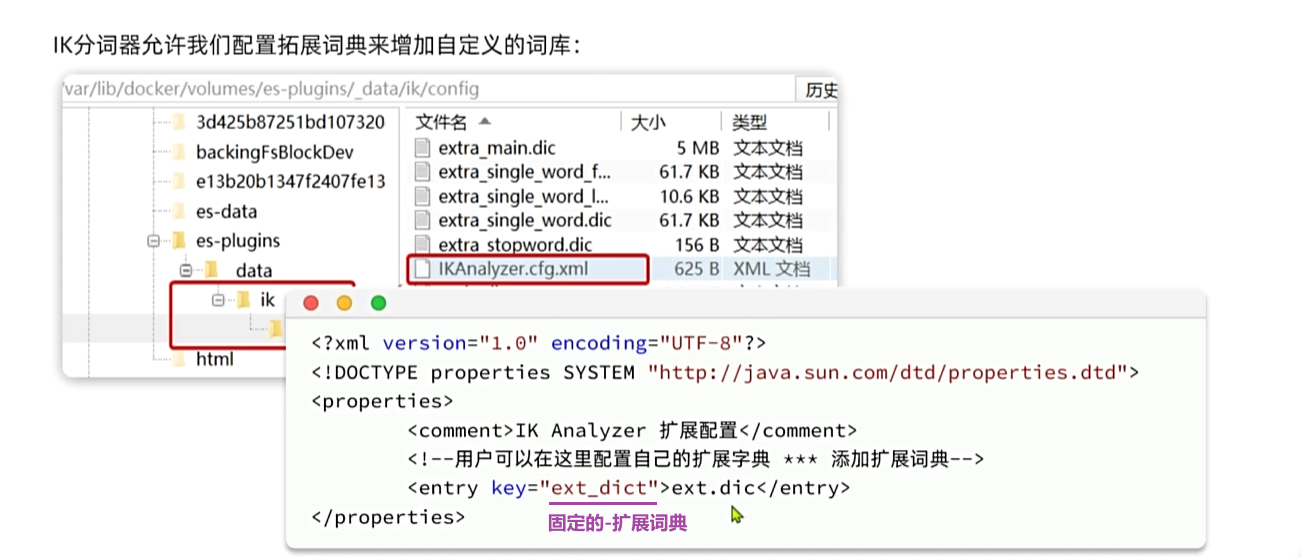 IK分词器允许我们配置拓展词典来增加自定义的词库：
/var/lib/docker/volumes/es-plugins/_data/ik/config
历史
3d425b87251bd107320
backingFsBlockDev
e13b20b1347f2407fe13
es-data
es-plugins
_data
ik
html
文件名 大小 类型
extra_main.dic 5 MB 文本文档
extra_single_word_f... 61.7 KB 文本文档
extra_single_word_l... 10.6 KB 文本文档
extra_single_word.dic 61.7 KB 文本文档
extra_stopword.dic 156 B 文本文档
IKAnalyzer.cfg.xml 625 B XML 文档
<?xml version="1.0" encoding="UTF-8"?>
<!DOCTYPE properties SYSTEM "http://java.sun.com/dtd/properties.dtd">
<properties>
<comment>IK Analyzer 扩展配置</comment>
<!--用户可以在这里配置自己的扩展字典 *** 添加扩展词典-->
<entry key="ext_dict">ext.dic</entry>
</properties>
固定的-扩展词典